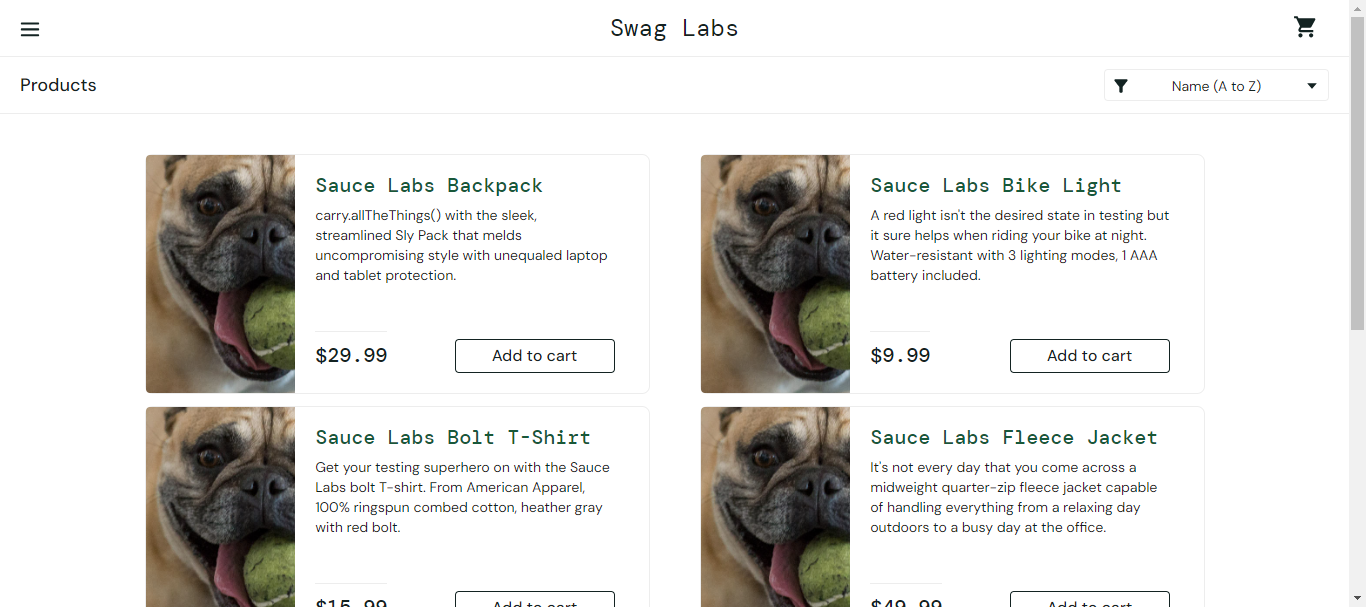 Swag Labs
Products
Name (A to Z)
Sauce Labs Backpack
carry.allTheThings() with the sleek,
streamlined Sly Pack that melds
uncompromising style with unequaled laptop
and tablet protection.
$29.99
Add to cart
Sauce Labs Bike Light
A red light isn't the desired state in testing but
it sure helps when riding your bike at night.
Water-resistant with 3 lighting modes, 1 AAA
battery included.
$9.99
Add to cart
Sauce Labs Bolt T-Shirt
Get your testing superhero on with the Sauce
Labs bolt T-shirt. From American Apparel,
100% ringspun combed cotton, heather gray
with red bolt.
$15.99
Add to cart
Sauce Labs Fleece Jacket
It's not every day that you come across a
midweight quarter-zip fleece jacket capable
of handling everything from a relaxing day
outdoors to a busy day at the office.
$49.99
Add to cart